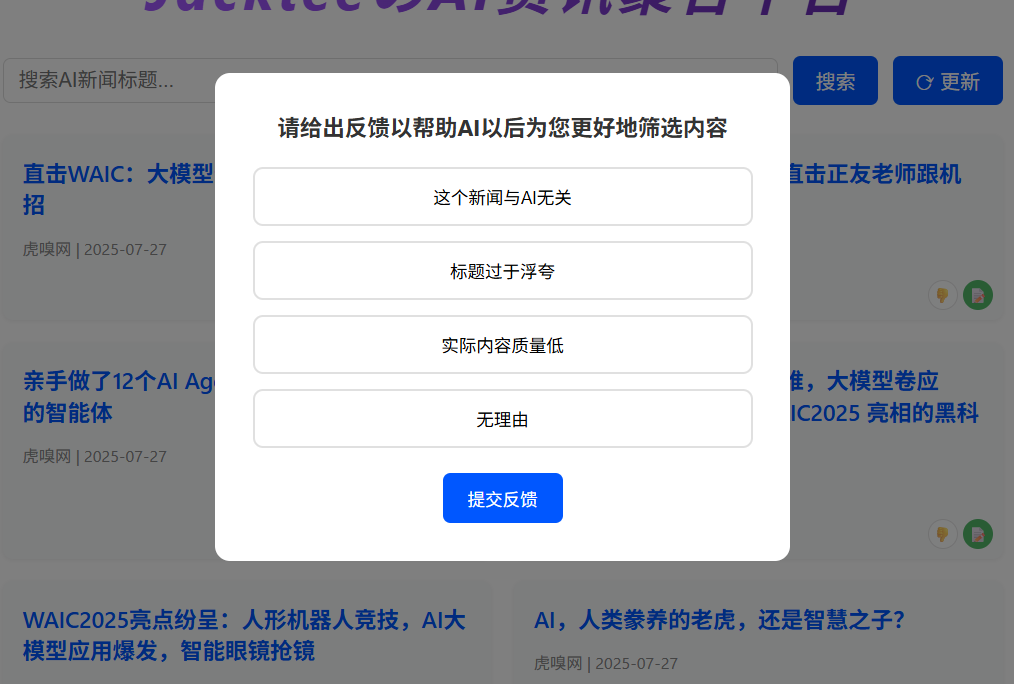 JackleeのAI资讯聚合平台
搜索AI新闻标题...
搜索
更新
请给出反馈以帮助AI以后为您更好地筛选内容
这个新闻与AI无关
标题过于浮夸
实际内容质量低
无理由
提交反馈
直击WAIC：大模型
招
虎嗅网 | 2025-07-27
直击正友老师跟机
亲手做了12个AI Age
的智能体
虎嗅网 | 2025-07-27
，大模型卷应
IC2025 亮相的黑科
WAIC2025亮点纷呈：人形机器人竞技，AI大
模型应用爆发，智能眼镜抢镜
AI，人类豢养的老虎，还是智慧之子？
虎嗅网 | 2025-07-27